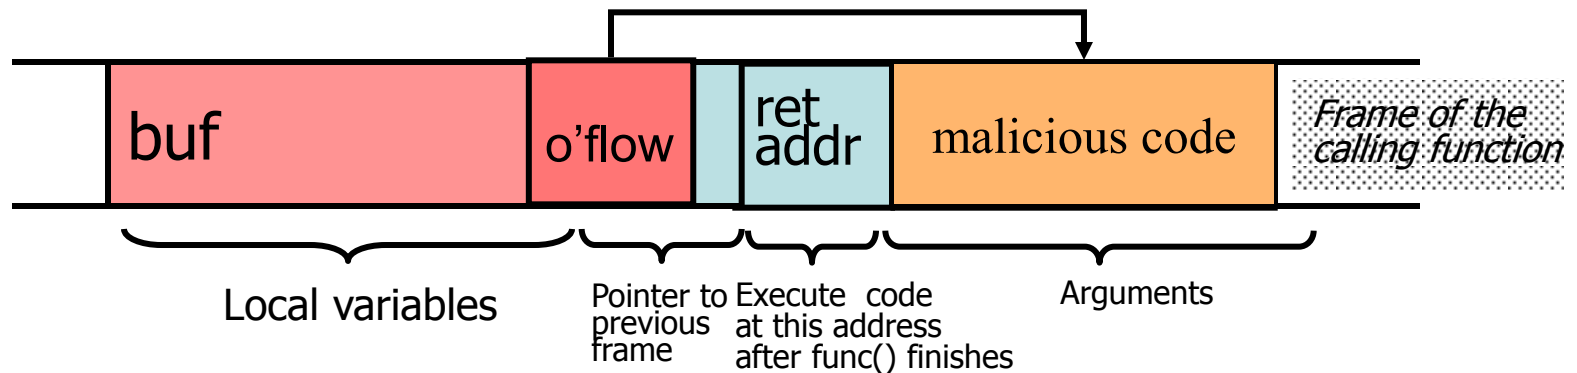 buf
o’flow
ret
addr
malicious code
Frame of the
calling function
Local variables
Pointer to
previous
frame
Execute code
at this address
after func() finishes
Arguments